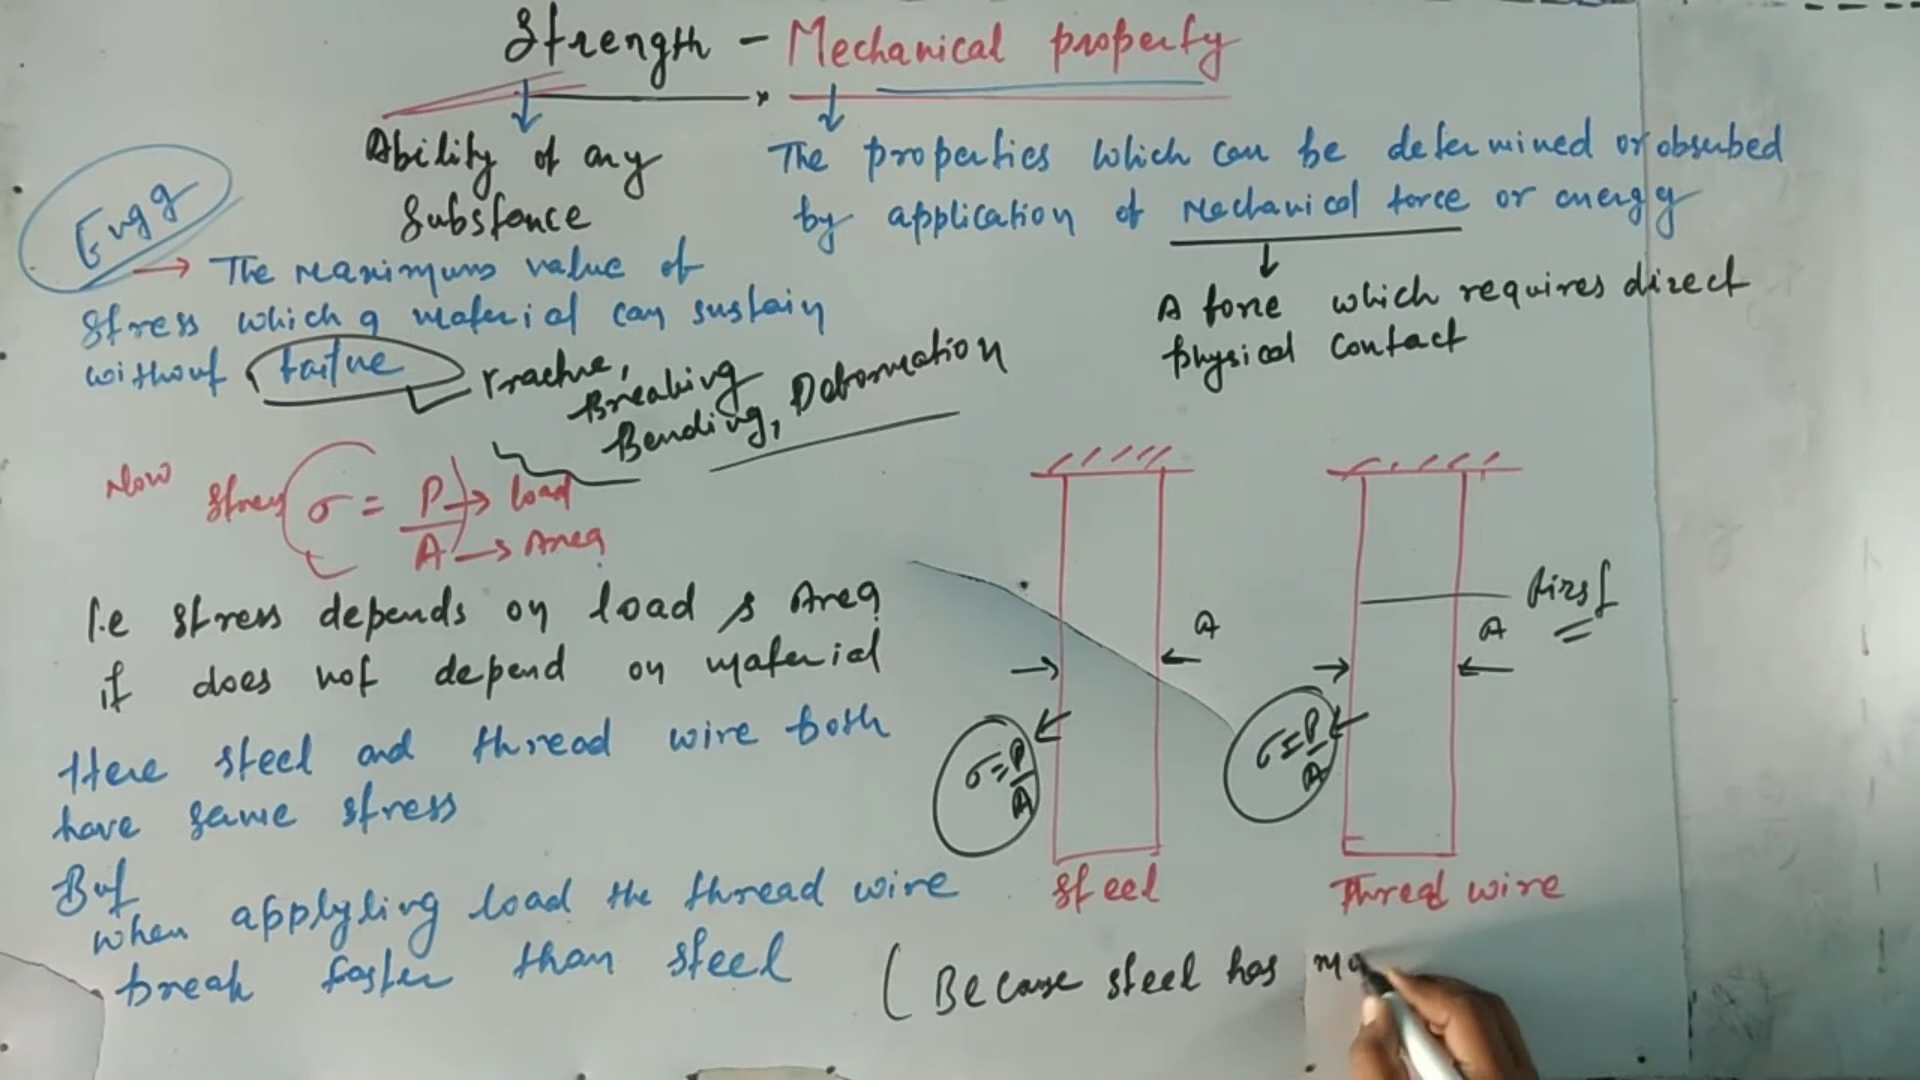 Strength - Mechanical property
Ability of any
Substance
The properties which can be determined or obserbed
by application of Mechanical force or energy
A force which requires direct
physical contact
Engg
→ The maximum value of
stress which a material can sustain
without failure
Fracture,
Breaking
Bending, Deformation
Now Stress σ = P/A
→ load
→ Area
I.e stress depends on load & Area
it does not depend on material
Here steel and thread wire both
have same stress
But
when applyling load the thread wire
break faster than steel
A
σ = P/A
Steel
first
A
σ = P/A
Thread wire
( Because steel has ma